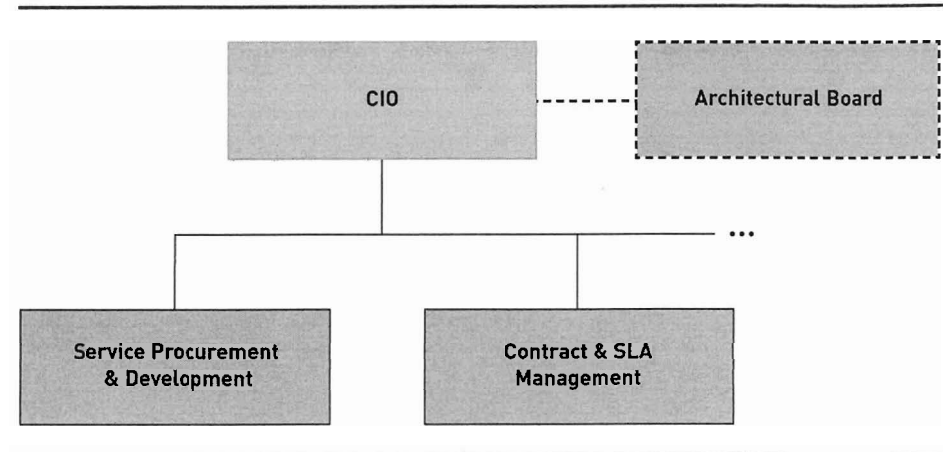 CIO
Architectural Board
...
Service Procurement
& Development
Contract & SLA
Management